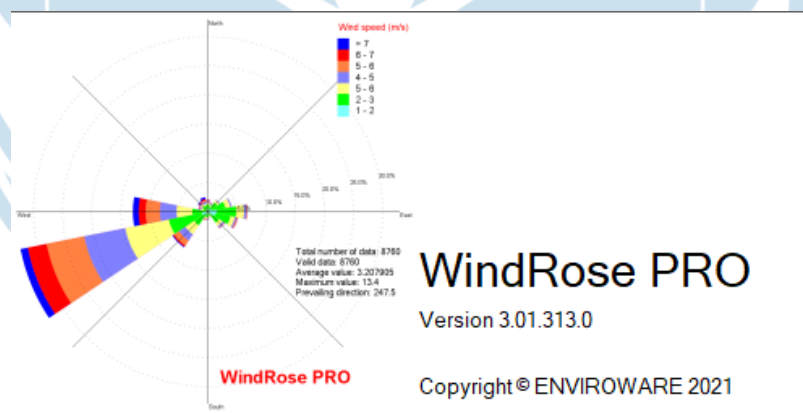 North
Wind speed (m/s)
> 7
6 - 7
5 - 6
4 - 5
5 - 6
2 - 3
1 - 2
10.0%
15.0%
20.0%
25.0%
30.0%
West
East
Total number of data: 8760
Valid data: 8760
Average value: 3.207905
Maximum value: 13.4
Prevailing direction: 247.5
WindRose PRO
South
WindRose PRO
Version 3.01.313.0
Copyright © ENVIROWARE 2021